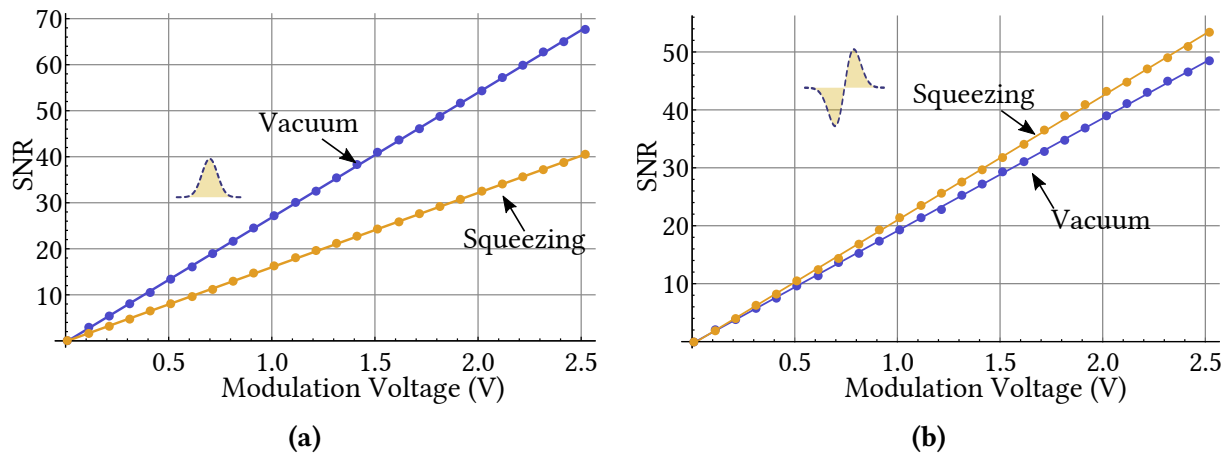 70
60
50
40
30
20
10
SNR
Vacuum
Squeezing
0.5 1.0 1.5 2.0 2.5
Modulation Voltage (V)
(a)
50
40
30
20
10
SNR
Squeezing
Vacuum
0.5 1.0 1.5 2.0 2.5
Modulation Voltage (V)
(b)